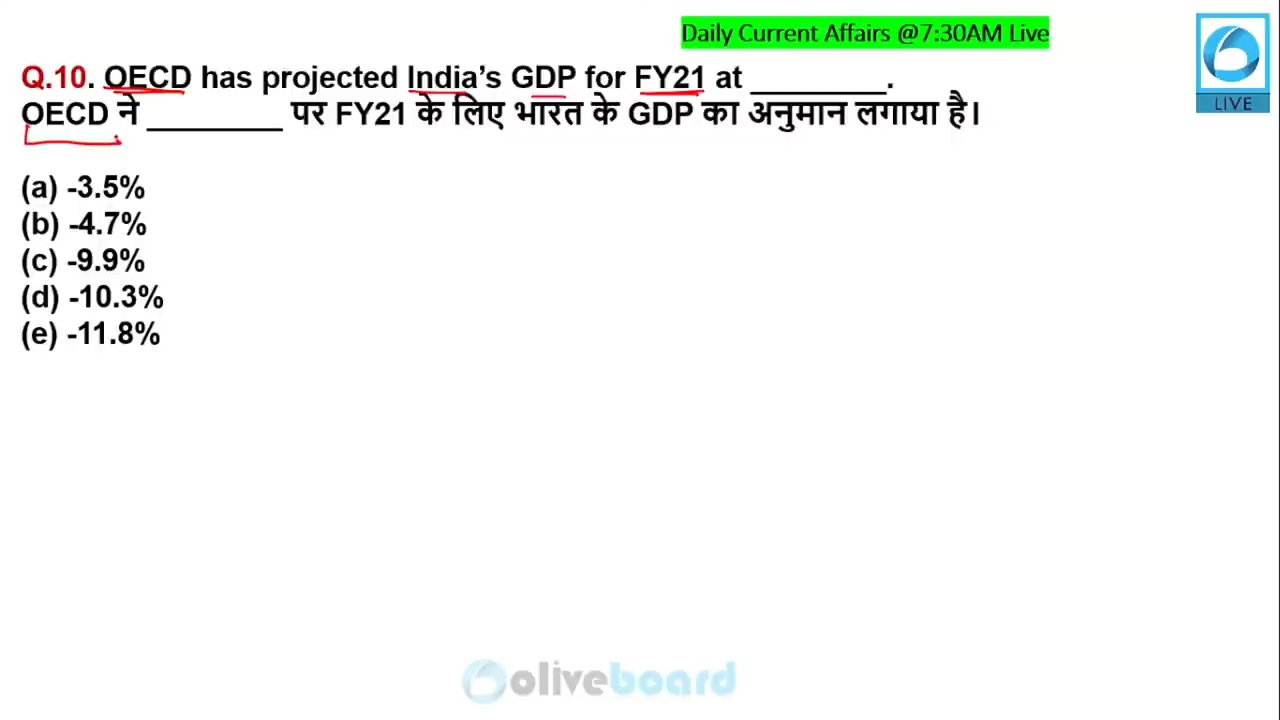 Daily Current Affairs @7:30AM Live
LIVE
Q.10. OECD has projected India’s GDP for FY21 at _________.
OECD ने _________ पर FY21 के लिए भारत के GDP का अनुमान लगाया है।
(a) -3.5%
(b) -4.7%
(c) -9.9%
(d) -10.3%
(e) -11.8%
oliveboard